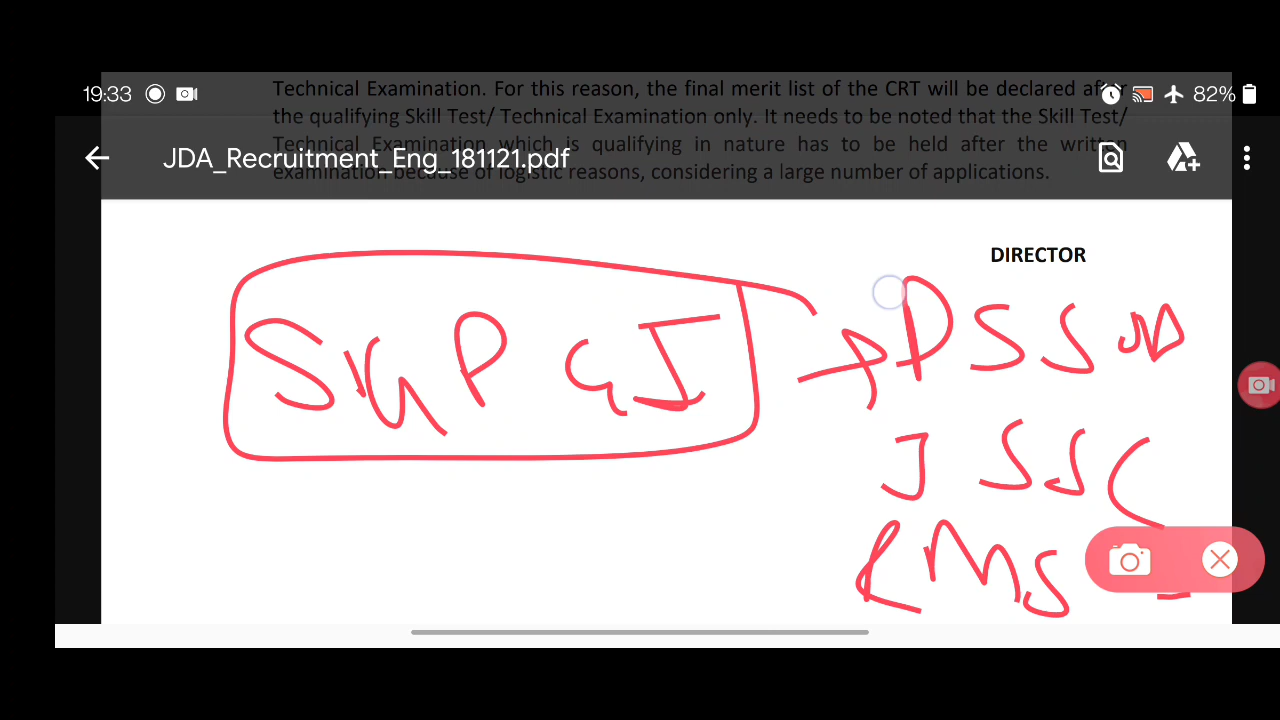 Technical Examination. For this reason, the final merit list of the CRT will be declared after
19:33 82%
the qualifying Skill Test/ Technical Examination only. It needs to be noted that the Skill Test/
Technical Examination which is qualifying in nature has to be held after the written
JDA_Recruitment_Eng_181121.pdf
examination because of logistic reasons, considering a large number of applications.
DIRECTOR
SGPGI
PSSSB
JSSC